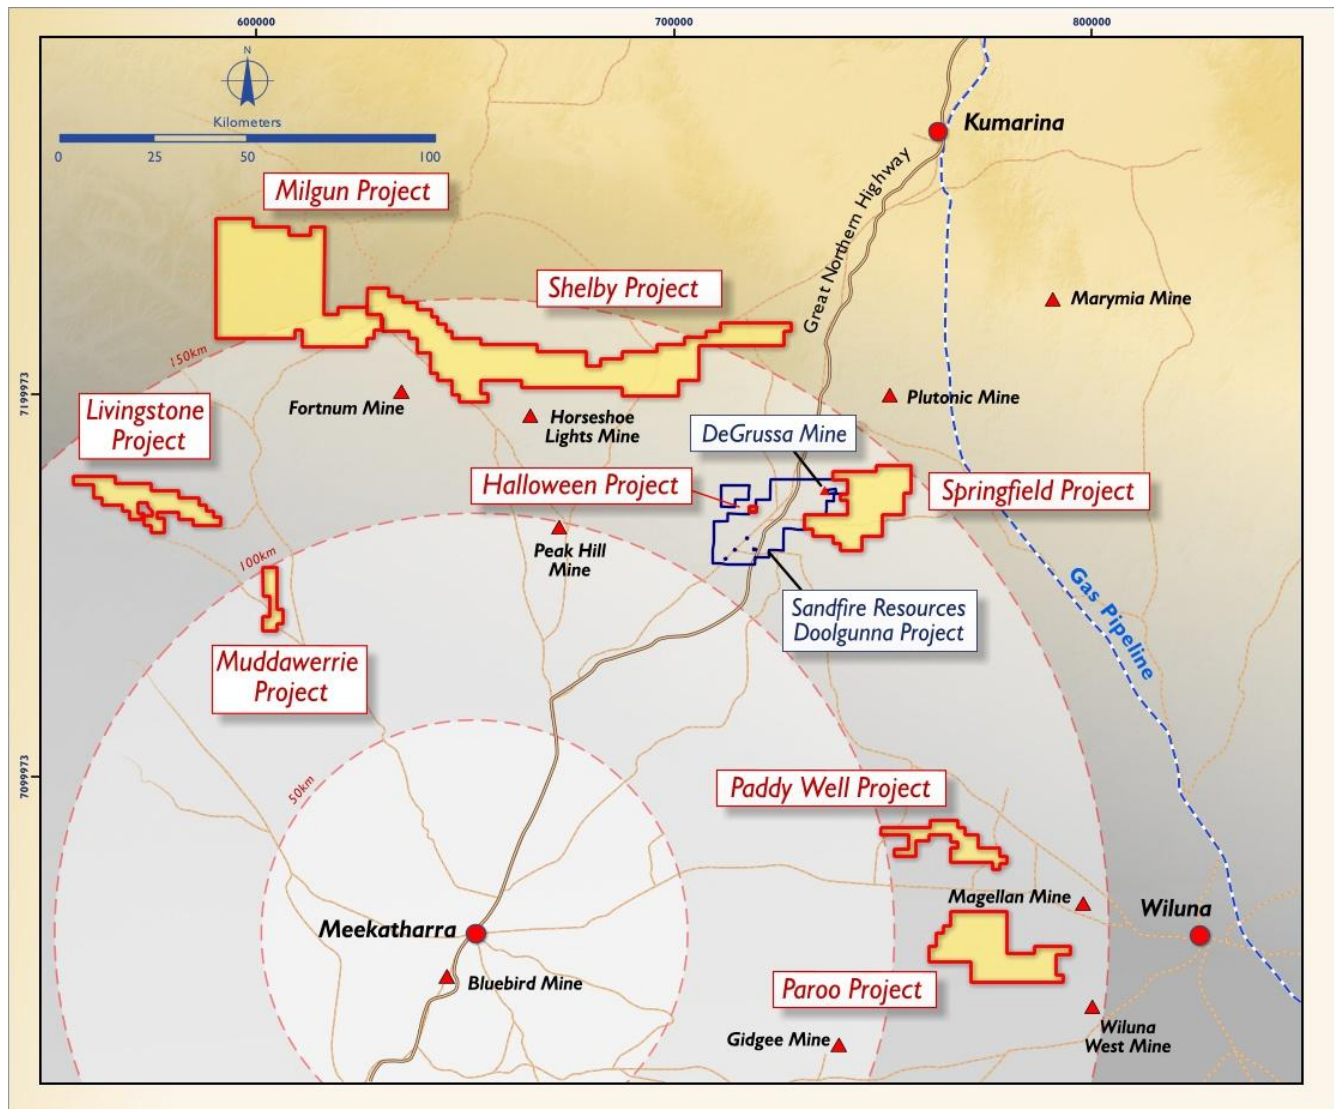 600000
700000
800000
N
Kilometers
0 25 50 100
Kumarina
Great Northern Highway
Milgun Project
Shelby Project
Marymia Mine
150km
7199973
Livingstone
Project
Fortnum Mine
Horseshoe
Lights Mine
Plutonic Mine
DeGrussa Mine
Halloween Project
Springfield Project
Peak Hill
Mine
100km
Sandfire Resources
Doolgunna Project
Gas Pipeline
Muddawerrie
Project
7099973
50km
Paddy Well Project
Magellan Mine
Wiluna
Meekatharra
Bluebird Mine
Paroo Project
Gidgee Mine
Wiluna
West Mine